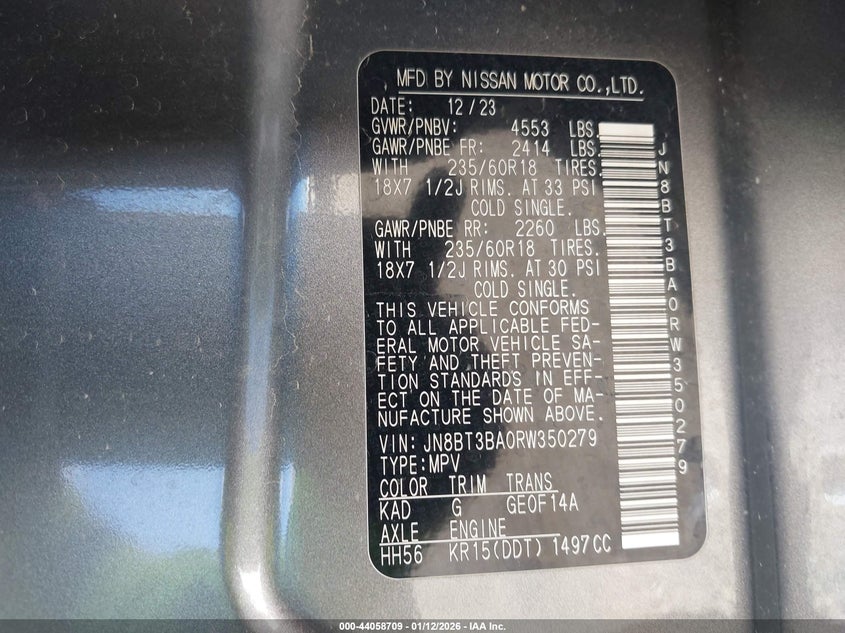 MFD BY NISSAN MOTOR CO.,LTD.
DATE: 12/23
GVWR/PNBV: 4553 LBS.
GAWR/PNBE FR: 2414 LBS.
WITH 235/60R18 TIRES.
18X7 1/2J RIMS. AT 33 PSI
COLD SINGLE.
GAWR/PNBE RR: 2260 LBS.
WITH 235/60R18 TIRES.
18X7 1/2J RIMS. AT 30 PSI
COLD SINGLE.
THIS VEHICLE CONFORMS
TO ALL APPLICABLE FED-
ERAL MOTOR VEHICLE SA-
FETY AND THEFT PREVEN-
TION STANDARDS IN EFF-
ECT ON THE DATE OF MA-
NUFACTURE SHOWN ABOVE.
VIN: JN8BT3BA0RW350279
TYPE:MPV
COLOR TRIM TRANS
KAD G GE0F14A
AXLE ENGINE
HH56 KR15(DDT) 1497CC
JN8BT3BA0RW350279
000-44058709 - 01/12/2026 - IAA Inc.